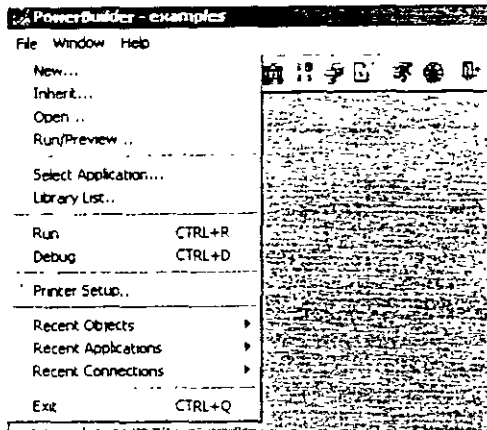 PowerBuilder - examples
File Window Help
New...
Inherit...
Open ..
Run/Preview ..
Select Application...
Library List..
Run CTRL+R
Debug CTRL+D
Printer Setup..
Recent Objects
Recent Applications
Recent Connections
Exit CTRL+Q